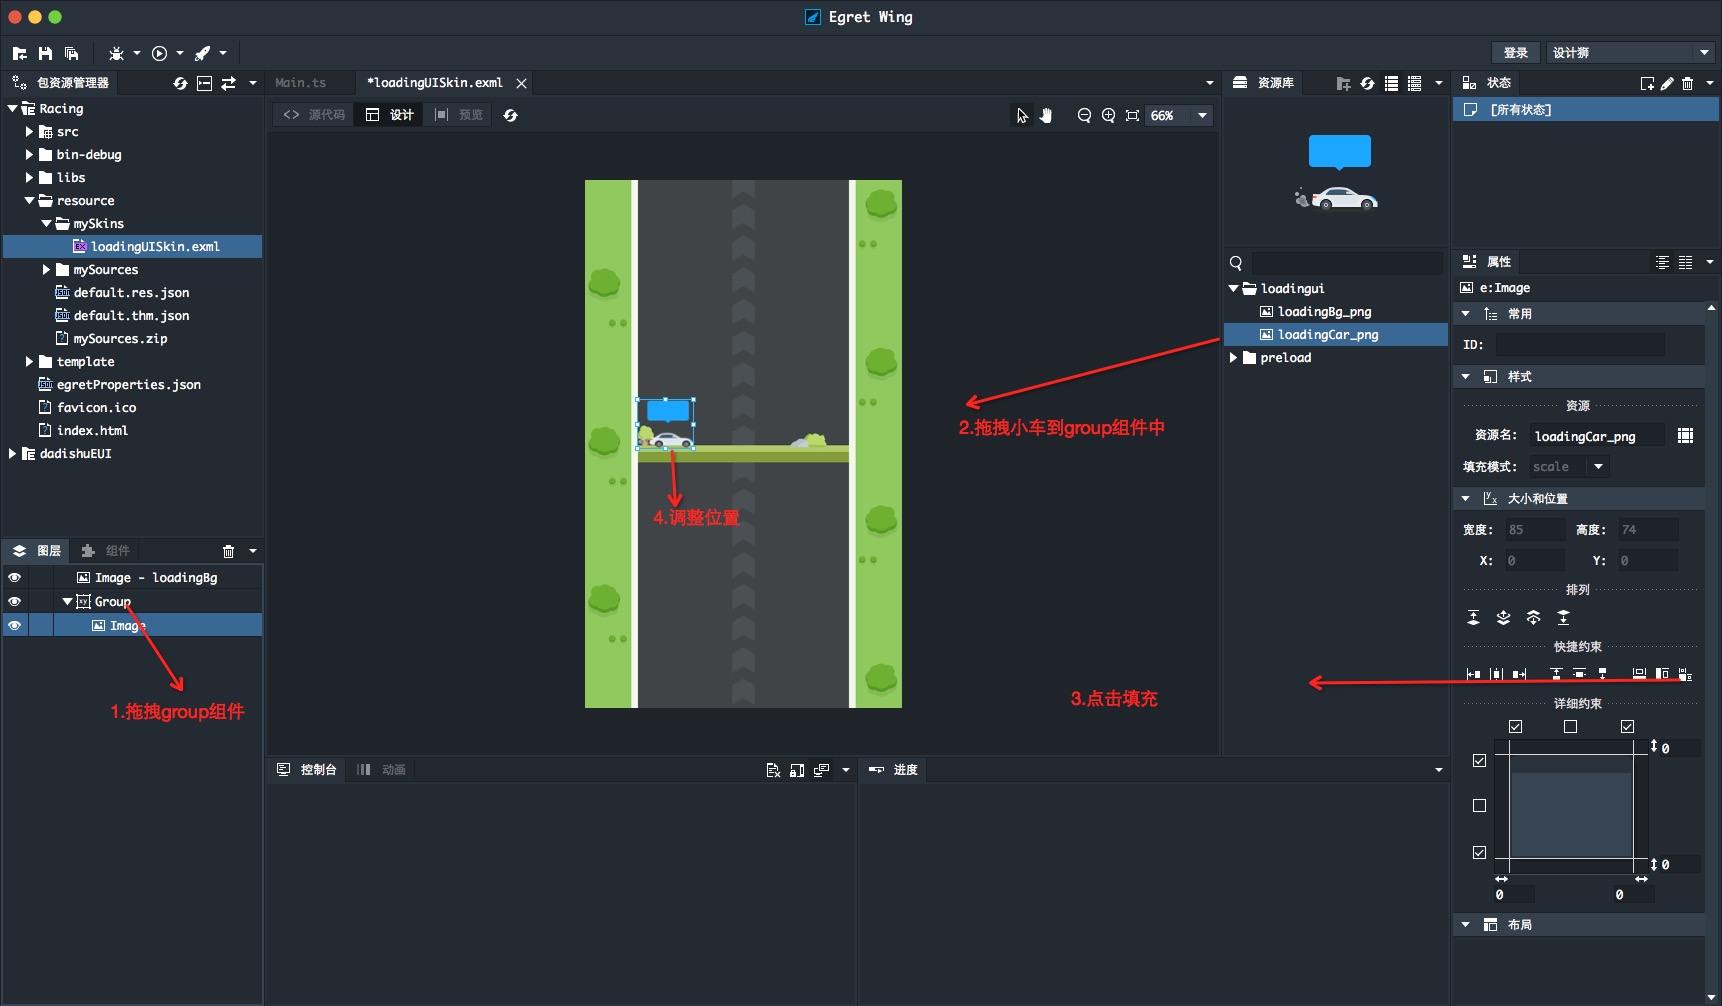 Egret Wing
登录
设计狮
包资源管理器
Racing
src
bin-debug
libs
resource
mySkins
loadingUISkin.exml
mySources
default.res.json
default.thm.json
mySources.zip
template
egretProperties.json
favicon.ico
index.html
dadishuEUI
图层
组件
Image - loadingBg
Group
Image
1.拖拽group组件
Main.ts
*loadingUISkin.exml
源代码
设计
预览
66%
2.拖拽小车到group组件中
4.调整位置
3.点击填充
控制台
动画
进度
资源库
loadingui
loadingBg_png
loadingCar_png
preload
状态
[所有状态]
属性
e:Image
常用
ID:
样式
资源
资源名: loadingCar_png
填充模式: scale
大小和位置
宽度: 85 高度: 74
X: 0 Y: 0
排列
快捷约束
详细约束
0
0
0 0
布局